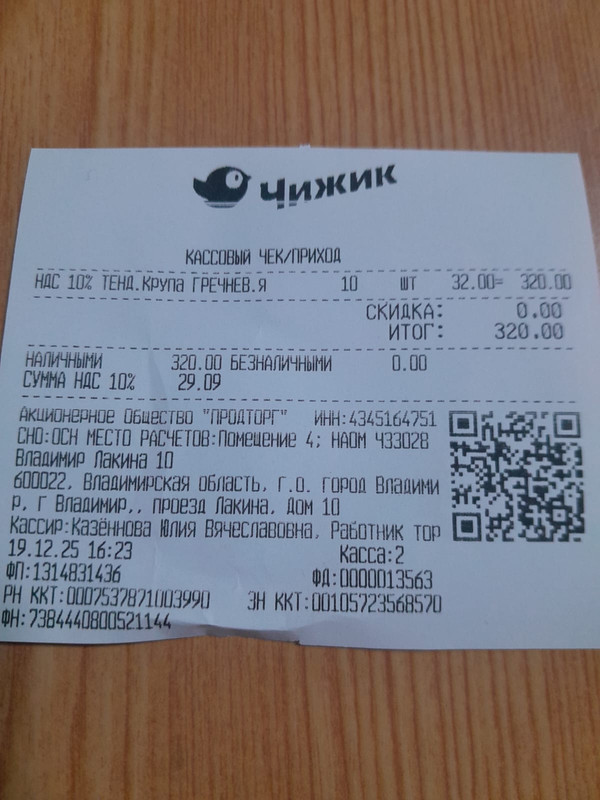 Чижик
КАССОВЫЙ ЧЕК/ПРИХОД
НДС 10% ТЕНД.КРУПА ГРЕЧНЕВ.Я 10 ШТ 32.00= 320.00
СКИДКА: 0.00
ИТОГ: 320.00
НАЛИЧНЫМИ 320.00 БЕЗНАЛИЧНЫМИ 0.00
СУММА НДС 10% 29.09
Акционерное Общество "ПРОДТОРГ" ИНН:4345164751
СНО:ОСН МЕСТО РАСЧЕТОВ:Помещение 4; НАОМ Ч33028
Владимир Лакина 10
600022, Владимирская область, г.о. город Владими
р, г Владимир,, проезд Лакина, дом 10
Кассир:Казённова Юлия Вячеславовна, Работник тор
19.12.25 16:23 Касса:2
ФП:1314831436 ФД:0000013563
РН ККТ:0007537871003990 ЗН ККТ:00105723568570
ФН:7384440800521144